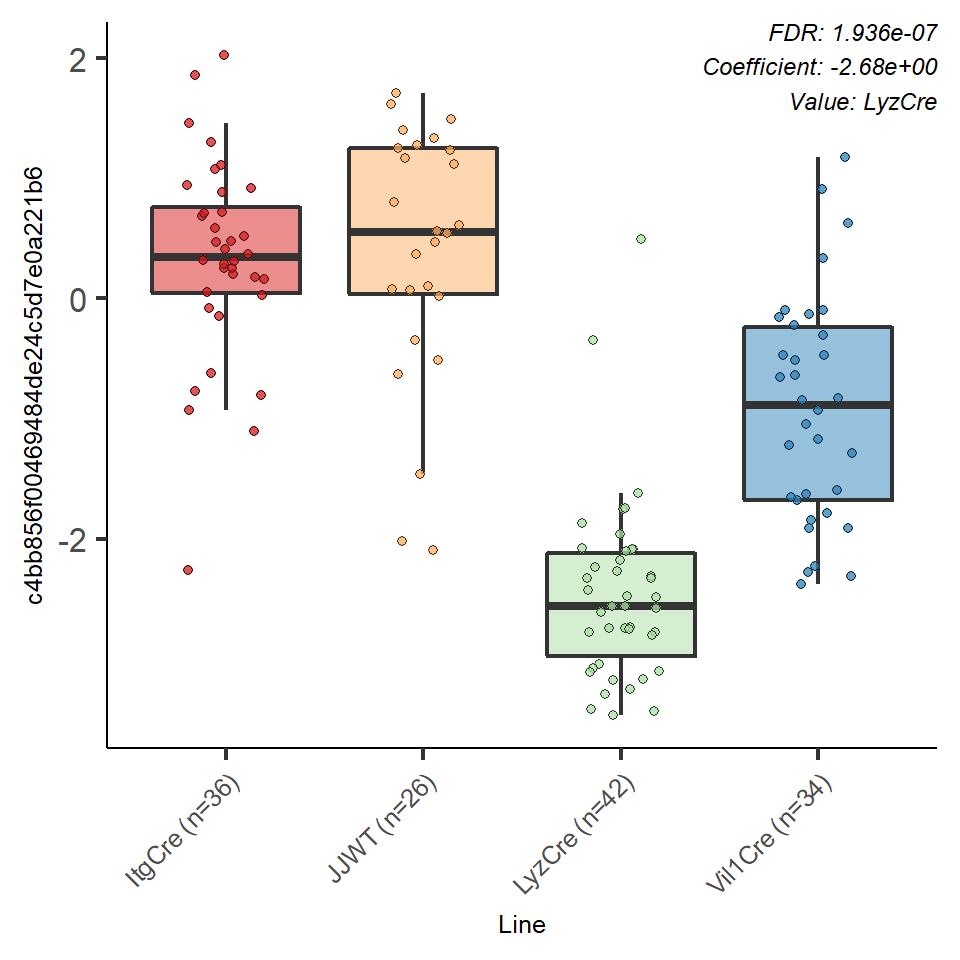 FDR: 1.936e-07
Coefficient: -2.68e+00
Value: LyzCre
c4bb856f00469484de24c5d7e0a221b6
2
0
-2
ItgCre (n=36)
JJWT (n=26)
LyzCre (n=42)
Vil1Cre (n=34)
Line